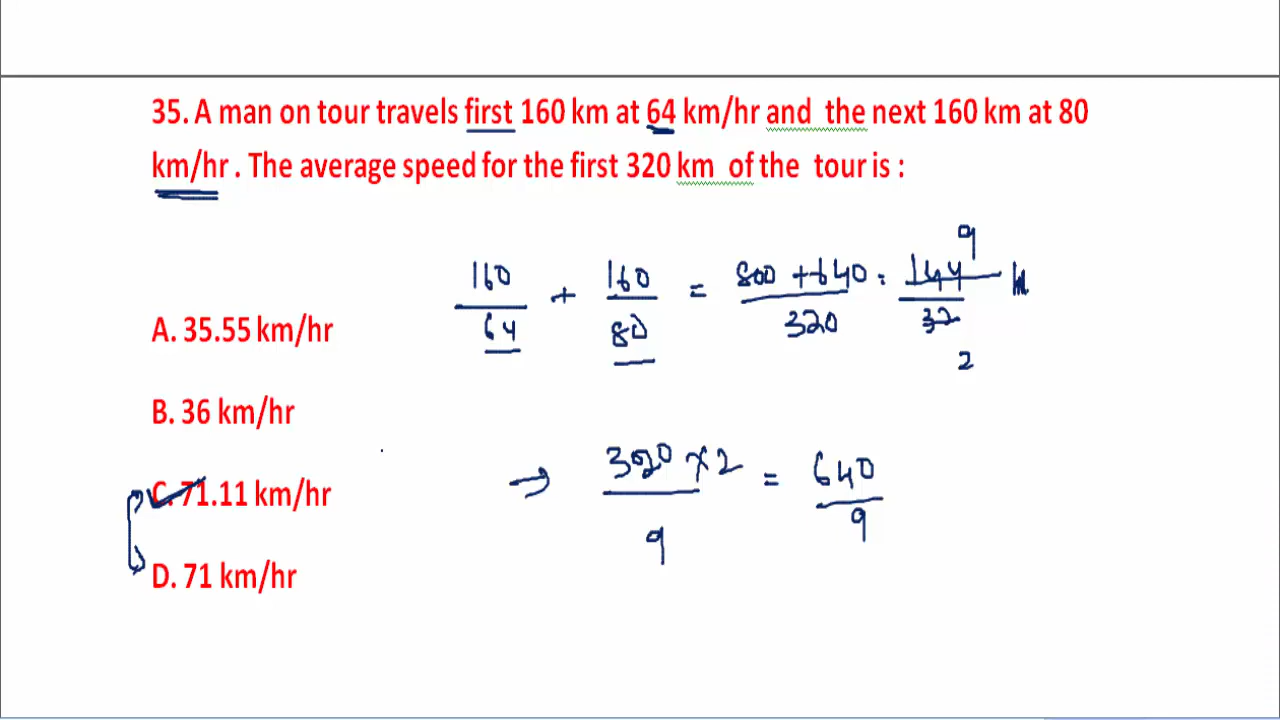 35. A man on tour travels first 160 km at 64 km/hr and the next 160 km at 80
km/hr . The average speed for the first 320 km of the tour is :
160/64 + 160/80 = 800 + 640/320 = 144/32
9
2
A. 35.55 km/hr
B. 36 km/hr
→ 320 × 2/9 = 640/9
C. 71.11 km/hr
D. 71 km/hr